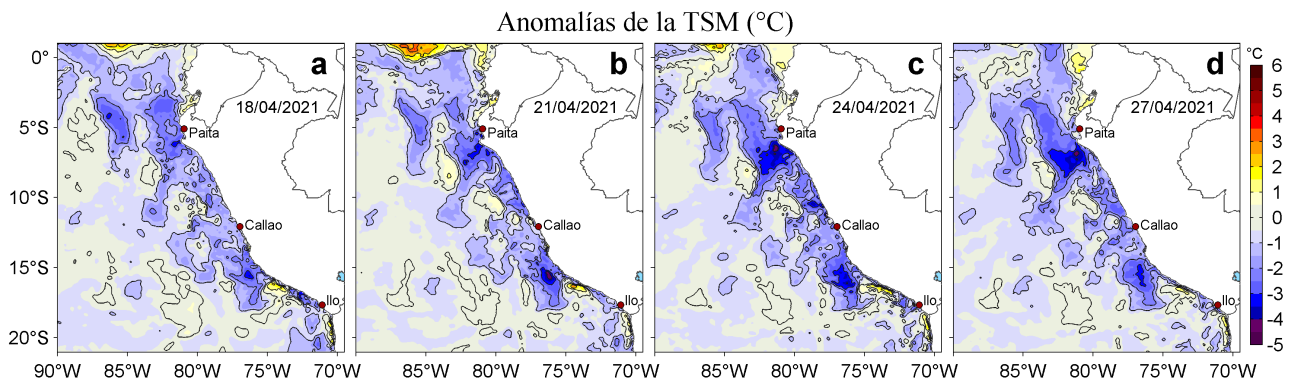 Anomalías de la TSM (°C)
a
18/04/2021
Paita
Callao
Ilo
b
21/04/2021
Paita
Callao
Ilo
c
24/04/2021
Paita
Callao
Ilo
d
27/04/2021
Paita
Callao
Ilo
0°
5°S
10°S
15°S
20°S
90°W 85°W 80°W 75°W 70°W
85°W 80°W 75°W 70°W
85°W 80°W 75°W 70°W
85°W 80°W 75°W 70°W
°C
6
5
4
3
2
1
0
-1
-2
-3
-4
-5